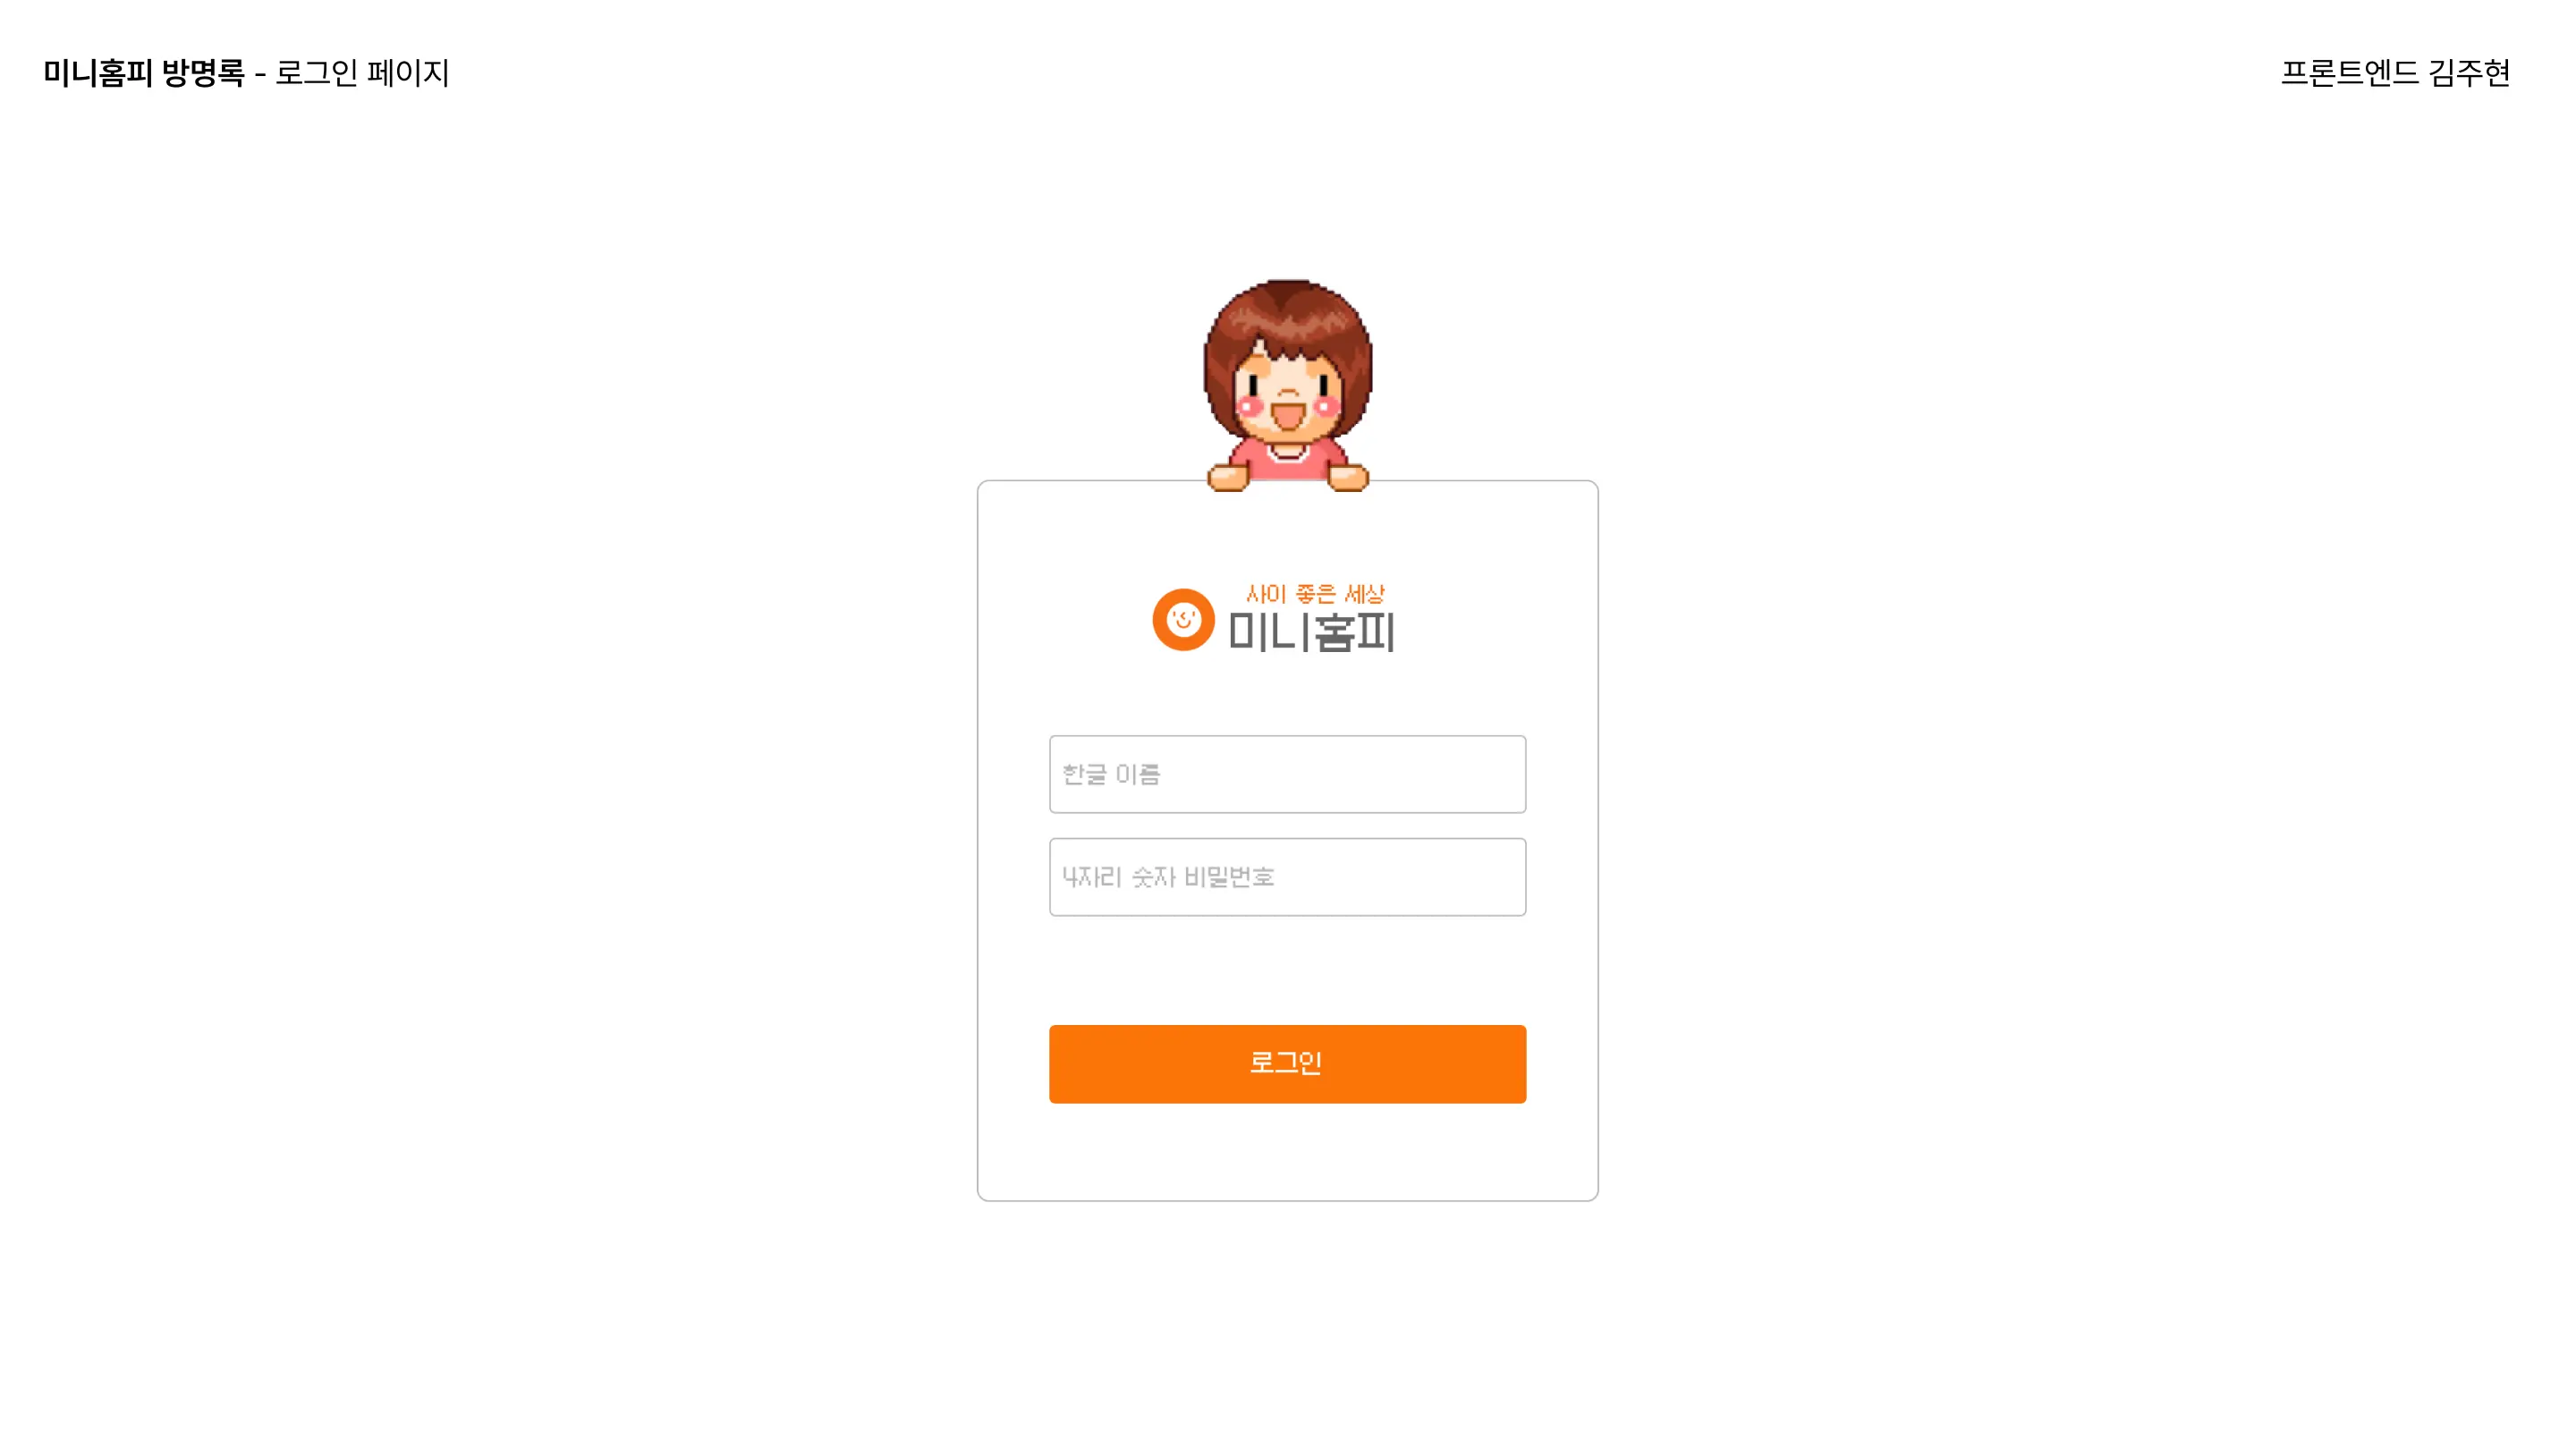 미니홈피 방명록 - 로그인 페이지
프론트엔드 김주현
사이 좋은 세상
미니홈피
한글 이름
4자리 숫자 비밀번호
로그인